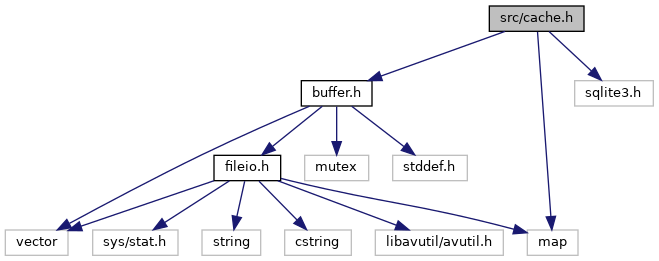 src/cache.h
buffer.h
sqlite3.h
fileio.h
mutex
stddef.h
vector
sys/stat.h
string
cstring
libavutil/avutil.h
map